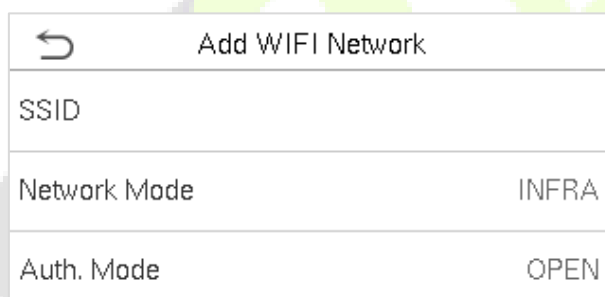 Add WIFI Network
SSID
Network Mode INFRA
Auth. Mode OPEN